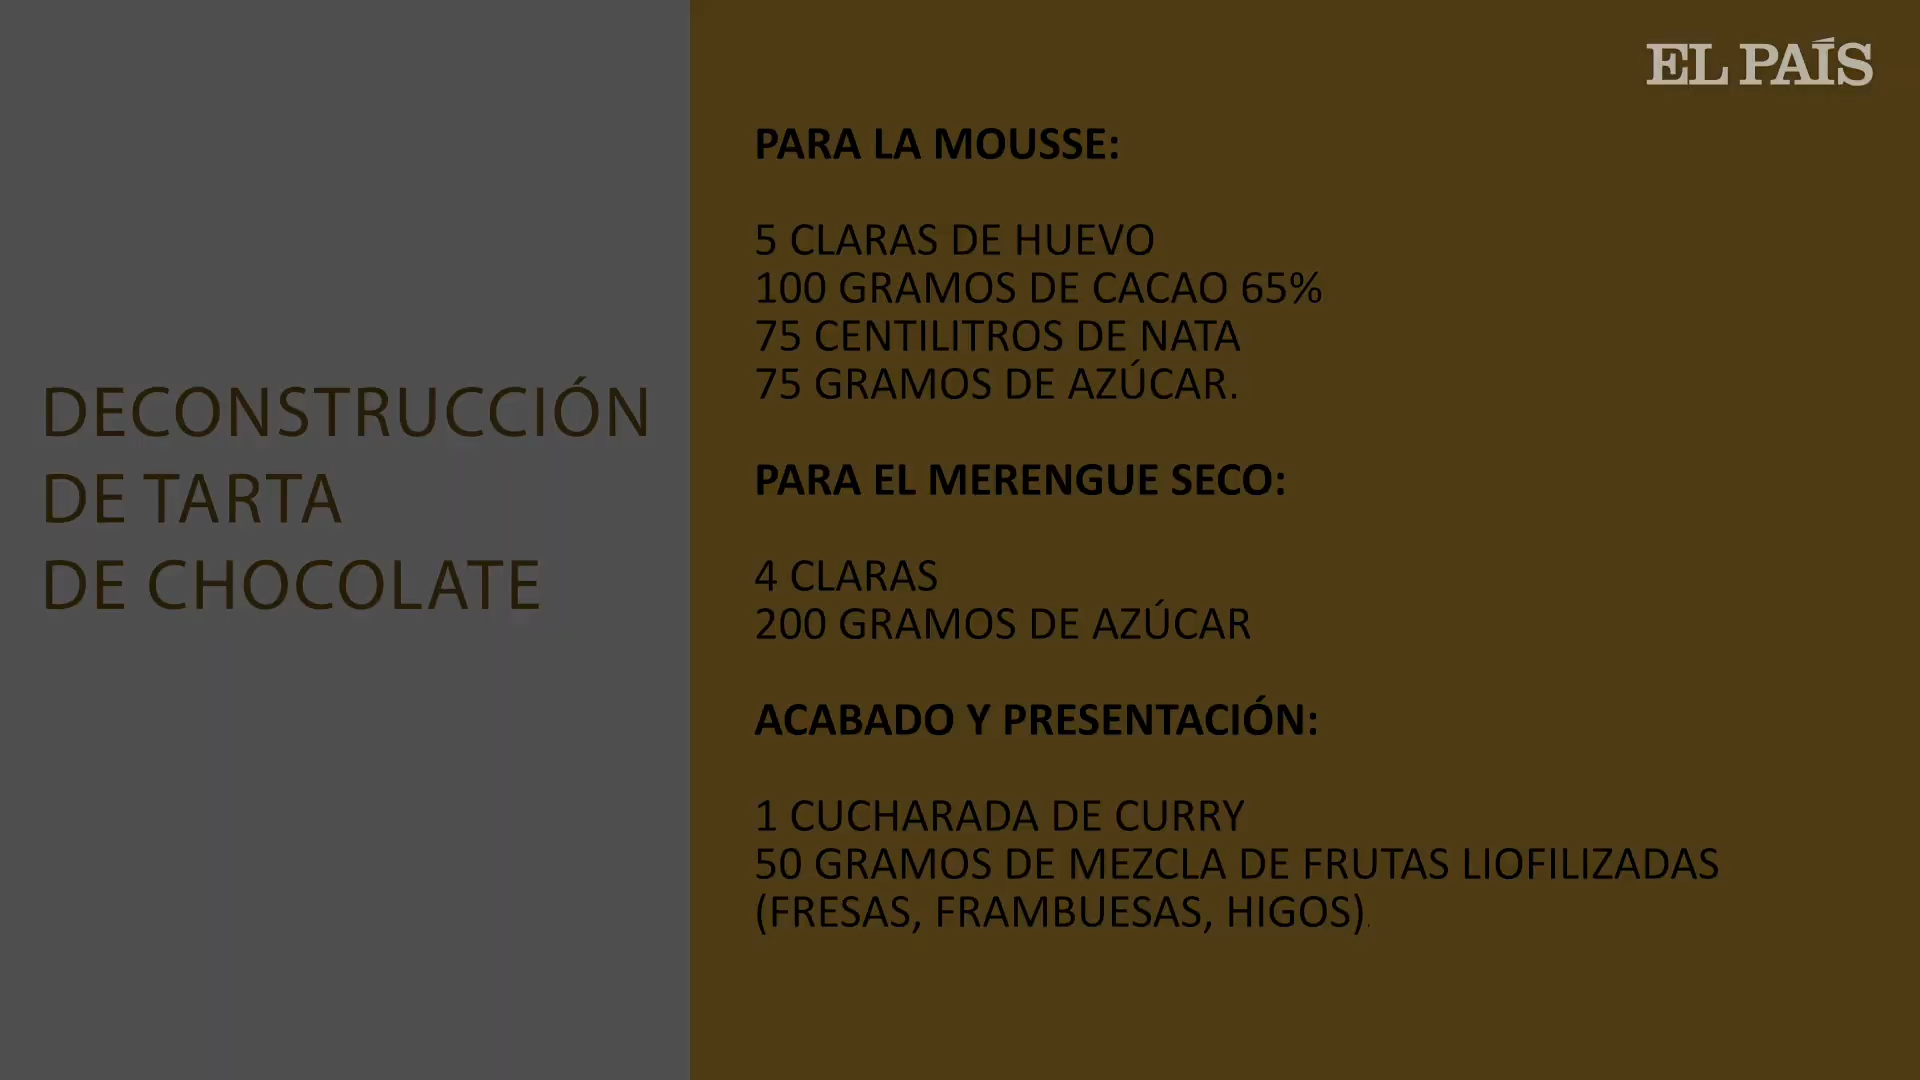 EL PAÍS
DECONSTRUCCIÓN
DE TARTA
DE CHOCOLATE
PARA LA MOUSSE:
5 CLARAS DE HUEVO
100 GRAMOS DE CACAO 65%
75 CENTILITROS DE NATA
75 GRAMOS DE AZÚCAR.
PARA EL MERENGUE SECO:
4 CLARAS
200 GRAMOS DE AZÚCAR
ACABADO Y PRESENTACIÓN:
1 CUCHARADA DE CURRY
50 GRAMOS DE MEZCLA DE FRUTAS LIOFILIZADAS
(FRESAS, FRAMBUESAS, HIGOS).